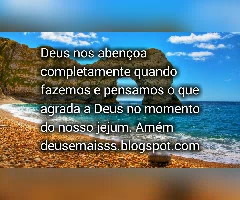 Deus nos abençoa
completamente quando
fazemos e pensamos o que
agrada a Deus no momento
do nosso jejum. Amém
deusemaisss.blogspot.com